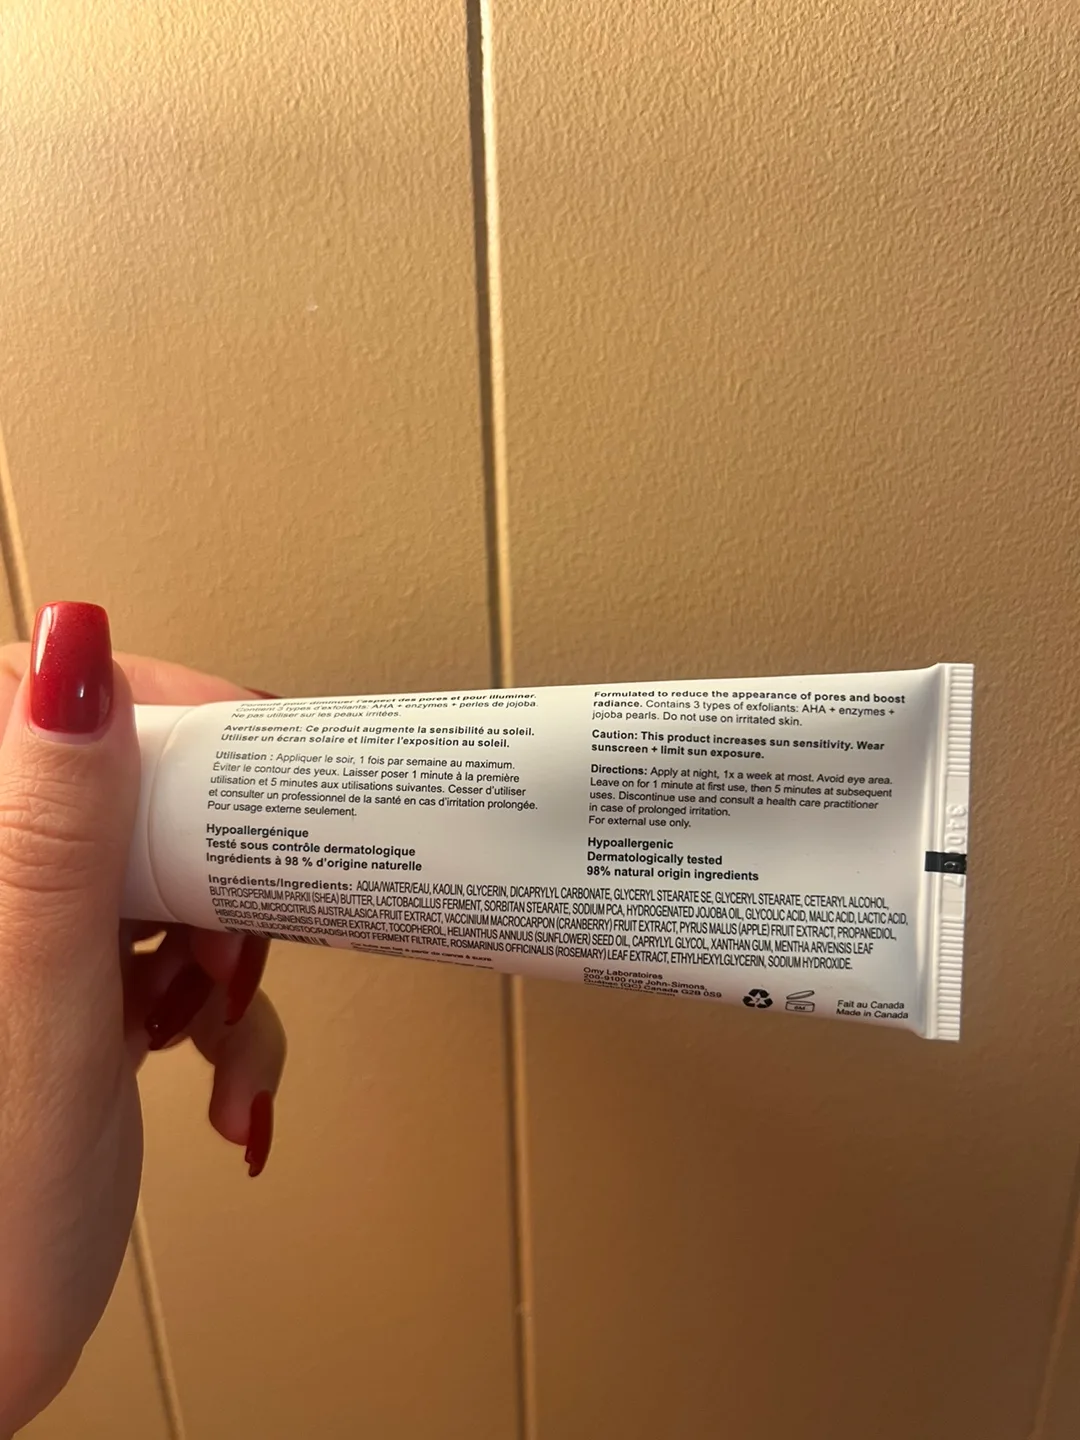 Formulé pour diminuer l'aspect des pores et pour illuminer.
Contient 3 types d'exfoliants: AHA + enzymes + perles de jojoba.
Ne pas utiliser sur les peaux irritées.
Avertissement: Ce produit augmente la sensibilité au soleil.
Utiliser un écran solaire et limiter l'exposition au soleil.
Utilisation : Appliquer le soir, 1 fois par semaine au maximum.
Éviter le contour des yeux. Laisser poser 1 minute à la première
utilisation et 5 minutes aux utilisations suivantes. Cesser d'utiliser
et consulter un professionnel de la santé en cas d'irritation prolongée.
Pour usage externe seulement.
Hypoallergénique
Testé sous contrôle dermatologique
Ingrédients à 98 % d'origine naturelle
Formulated to reduce the appearance of pores and boost
radiance. Contains 3 types of exfoliants: AHA + enzymes +
jojoba pearls. Do not use on irritated skin.
Caution: This product increases sun sensitivity. Wear
sunscreen + limit sun exposure.
Directions: Apply at night, 1x a week at most. Avoid eye area.
Leave on for 1 minute at first use, then 5 minutes at subsequent
uses. Discontinue use and consult a health care practitioner
in case of prolonged irritation.
For external use only.
Hypoallergenic
Dermatologically tested
98% natural origin ingredients
Ingrédients/Ingredients: AQUA/WATER/EAU, KAOLIN, GLYCERIN, DICAPRYLYL CARBONATE, GLYCERYL STEARATE SE, GLYCERYL STEARATE, CETEARYL ALCOHOL,
BUTYROSPERMUM PARKII (SHEA) BUTTER, LACTOBACILLUS FERMENT, SORBITAN STEARATE, SODIUM PCA, HYDROGENATED JOJOBA OIL, GLYCOLIC ACID, MALIC ACID, LACTIC ACID,
CITRIC ACID, MICROCITRUS AUSTRALASICA FRUIT EXTRACT, VACCINIUM MACROCARPON (CRANBERRY) FRUIT EXTRACT, PYRUS MALUS (APPLE) FRUIT EXTRACT, PROPANEDIOL,
HIBISCUS ROSA-SINENSIS FLOWER EXTRACT, TOCOPHEROL, HELIANTHUS ANNUUS (SUNFLOWER) SEED OIL, CAPRYLYL GLYCOL, XANTHAN GUM, MENTHA ARVENSIS LEAF
EXTRACT, LEUCONOSTOC/RADISH ROOT FERMENT FILTRATE, ROSMARINUS OFFICINALIS (ROSEMARY) LEAF EXTRACT, ETHYLHEXYLGLYCERIN, SODIUM HYDROXIDE.
Omy Laboratoires
200-9100 rue John-Simons,
Québec (QC) Canada G2B 0S9
6M
Fait au Canada
Made in Canada